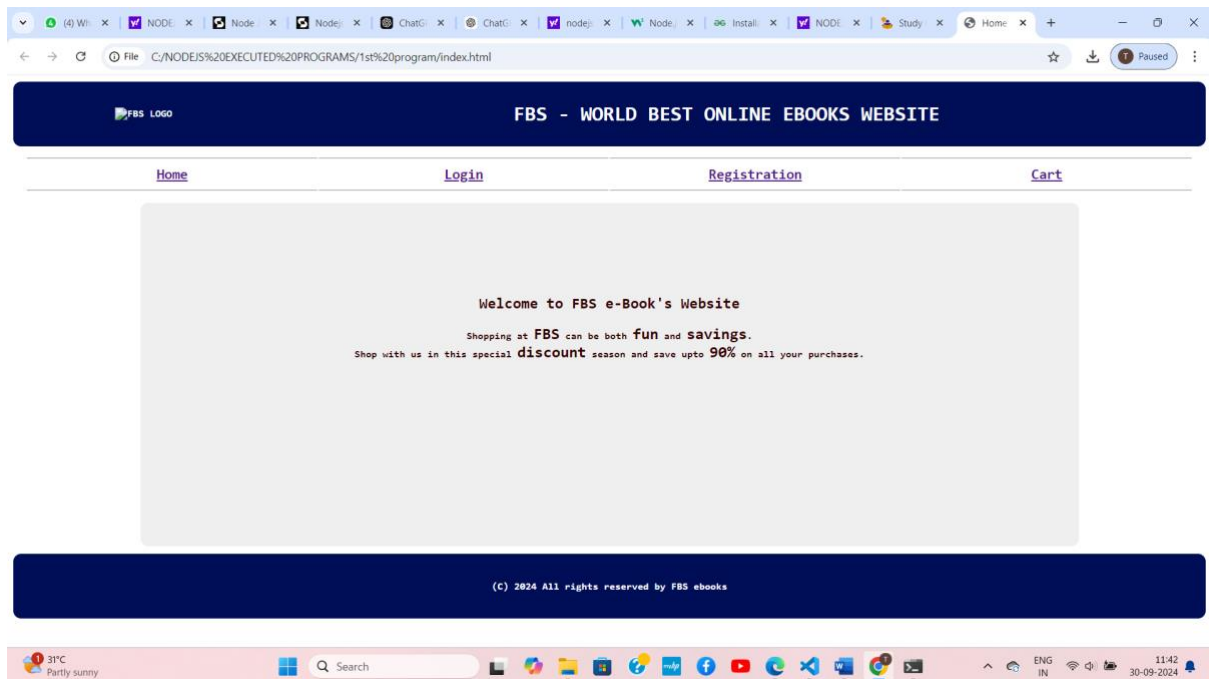 (4) Wh NODE Node Node ChatG ChatG nodej Node.j Install NODE Study Home
File C:/NODEJS%20EXECUTED%20PROGRAMS/1st%20program/index.html Paused
FBS LOGO FBS - WORLD BEST ONLINE EBOOKS WEBSITE
Home Login Registration Cart
Welcome to FBS e-Book's Website
Shopping at FBS can be both fun and savings.
Shop with us in this special discount season and save upto 90% on all your purchases.
(C) 2024 All rights reserved by FBS ebooks
31°C Search ENG 11:42
Partly sunny IN 30-09-2024